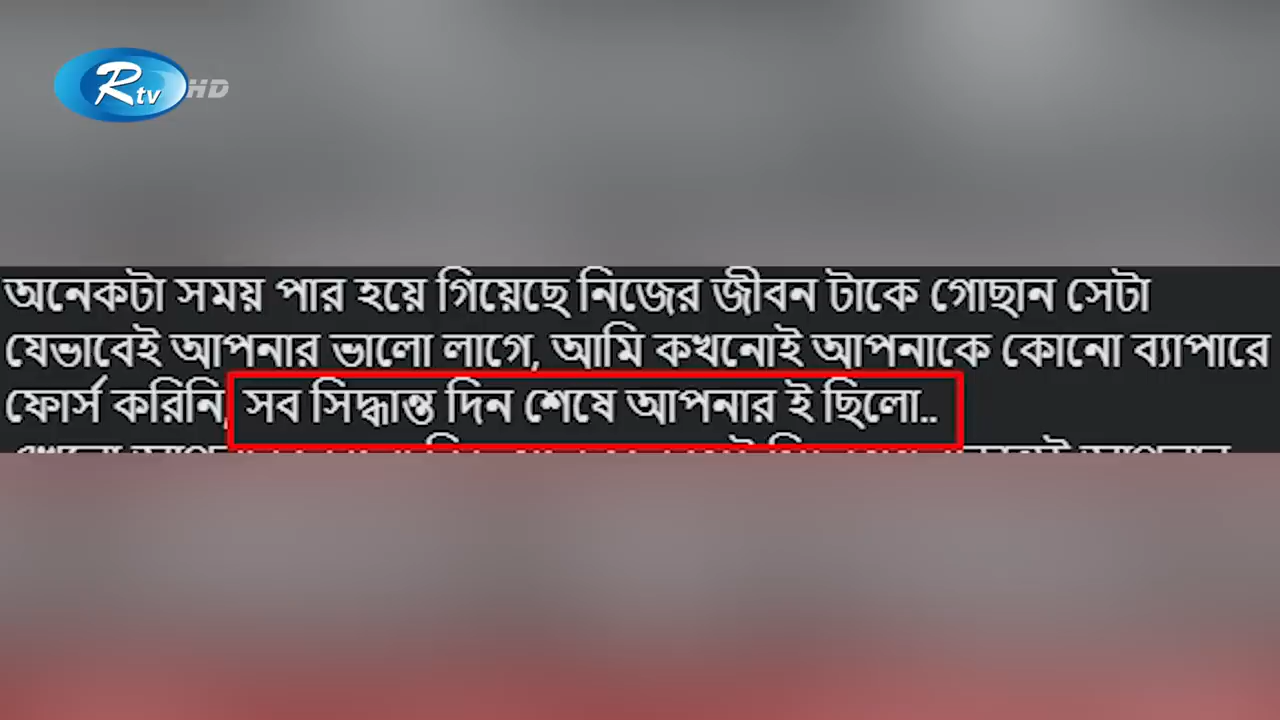 Rtv HD
অনেকটা সময় পার হয়ে গিয়েছে নিজের জীবন টাকে গোছান সেটা
যেভাবেই আপনার ভালো লাগে, আমি কখনোই আপনাকে কোনো ব্যাপারে
ফোর্স করিনি, সব সিদ্ধান্ত দিন শেষে আপনার ই ছিলো..